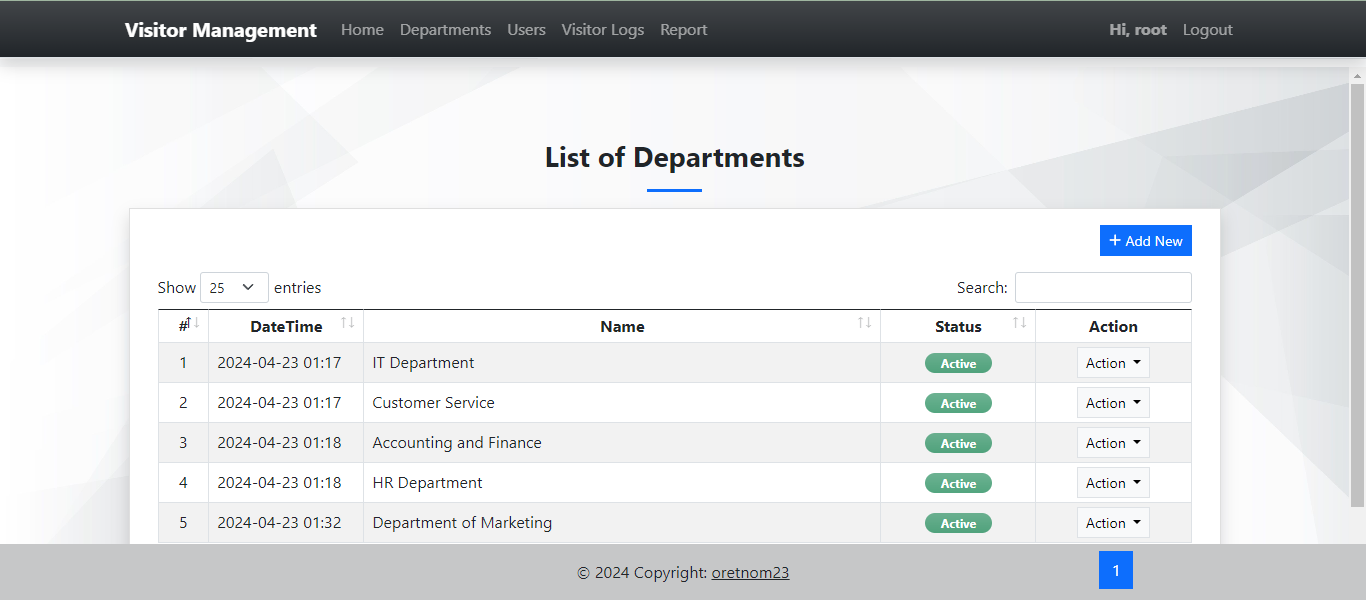 Visitor Management Home Departments Users Visitor Logs Report Hi, root Logout
List of Departments
+ Add New
Show 25 entries Search:
# DateTime Name Status Action
1 2024-04-23 01:17 IT Department Active Action
2 2024-04-23 01:17 Customer Service Active Action
3 2024-04-23 01:18 Accounting and Finance Active Action
4 2024-04-23 01:18 HR Department Active Action
5 2024-04-23 01:32 Department of Marketing Active Action
© 2024 Copyright: oretnom23 1